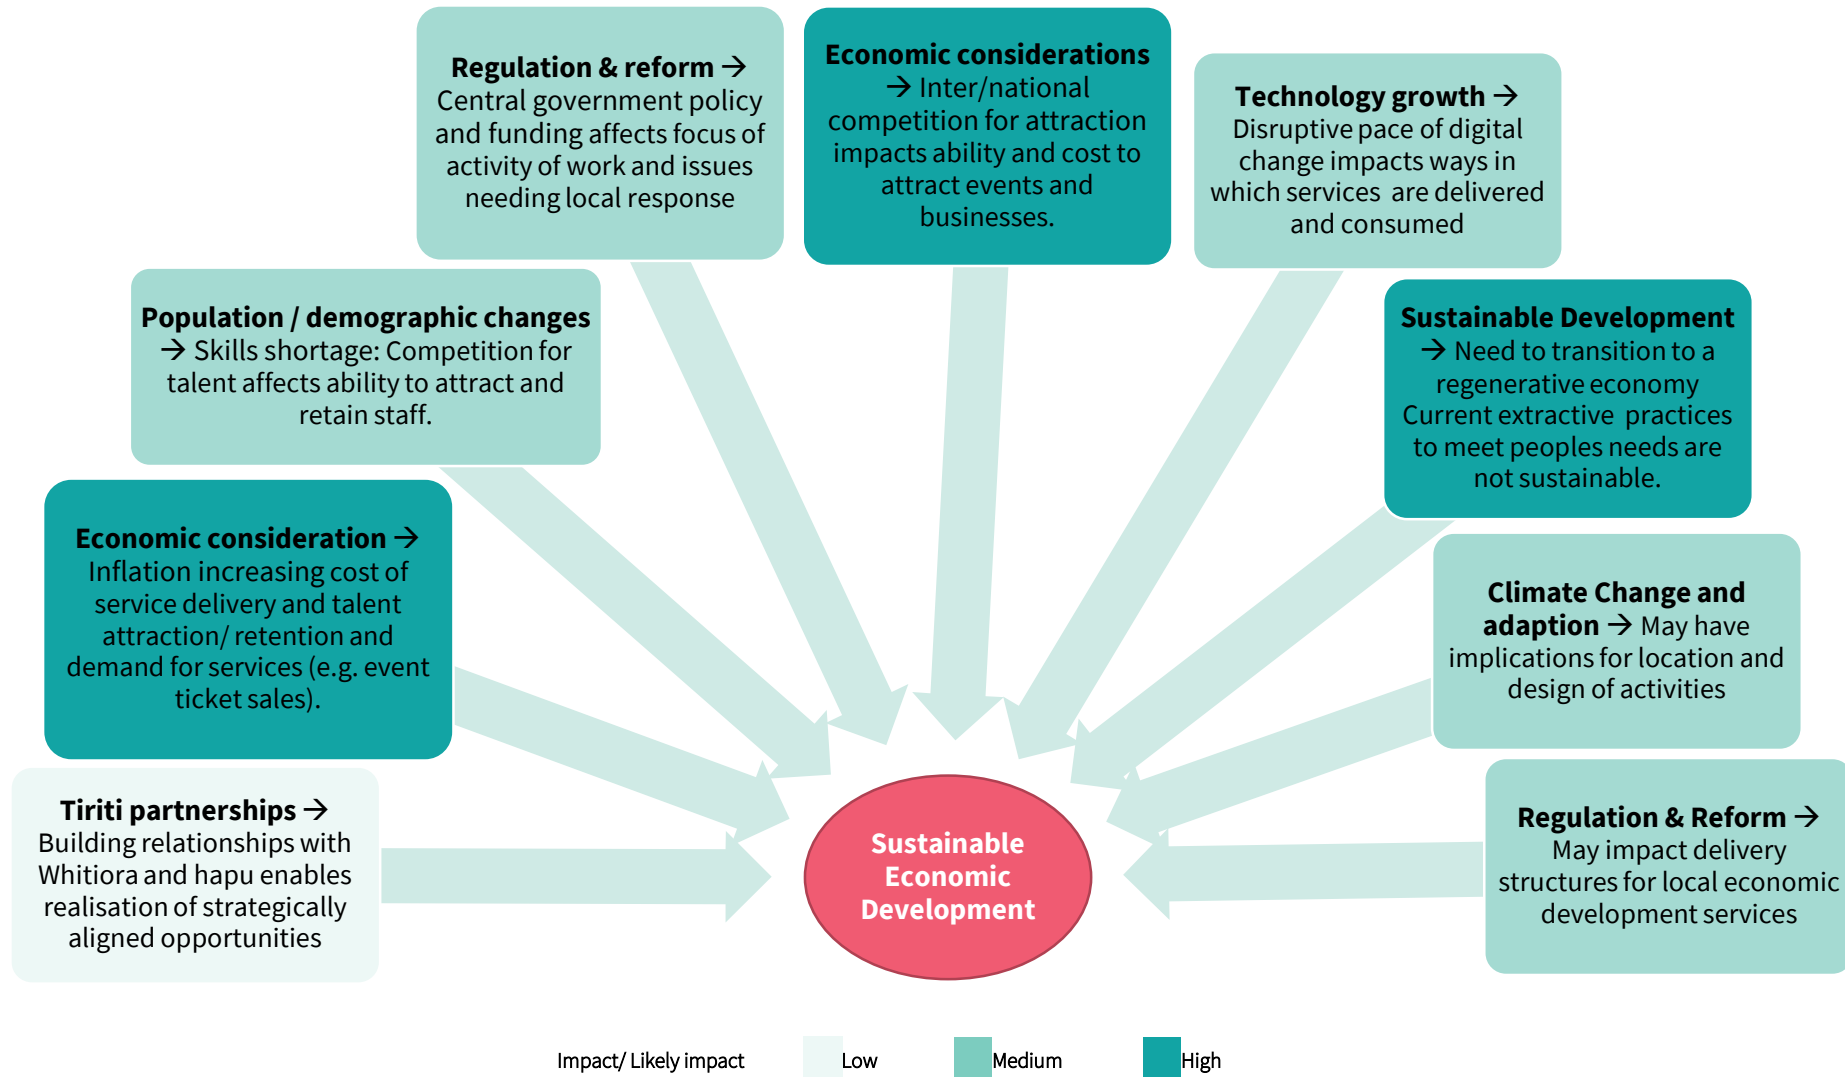 Regulation & reform →
Central government policy
and funding affects focus of
activity of work and issues
needing local response
Economic considerations
→ Inter/national
competition for attraction
impacts ability and cost to
attract events and
businesses.
Technology growth →
Disruptive pace of digital
change impacts ways in
which services are delivered
and consumed
Population / demographic changes
→ Skills shortage: Competition for
talent affects ability to attract and
retain staff.
Sustainable Development
→ Need to transition to a
regenerative economy
Current extractive practices
to meet peoples needs are
not sustainable.
Economic consideration →
Inflation increasing cost of
service delivery and talent
attraction/ retention and
demand for services (e.g. event
ticket sales).
Climate Change and
adaption → May have
implications for location and
design of activities
Tiriti partnerships →
Building relationships with
Whitiora and hapu enables
realisation of strategically
aligned opportunities
Sustainable
Economic
Development
Regulation & Reform →
May impact delivery
structures for local economic
development services
Impact/ Likely impact
Low
Medium
High